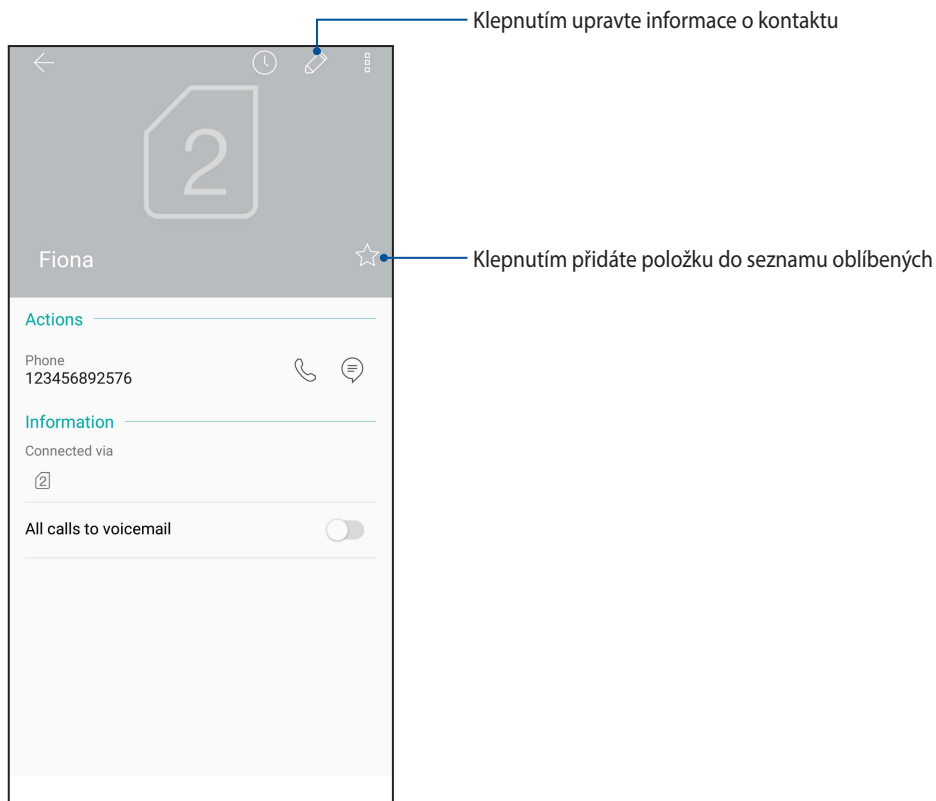 Klepnutím upravte informace o kontaktu
2
Fiona
Klepnutím přidáte položku do seznamu oblíbených
Actions
Phone
123456892576
Information
Connected via
2
All calls to voicemail